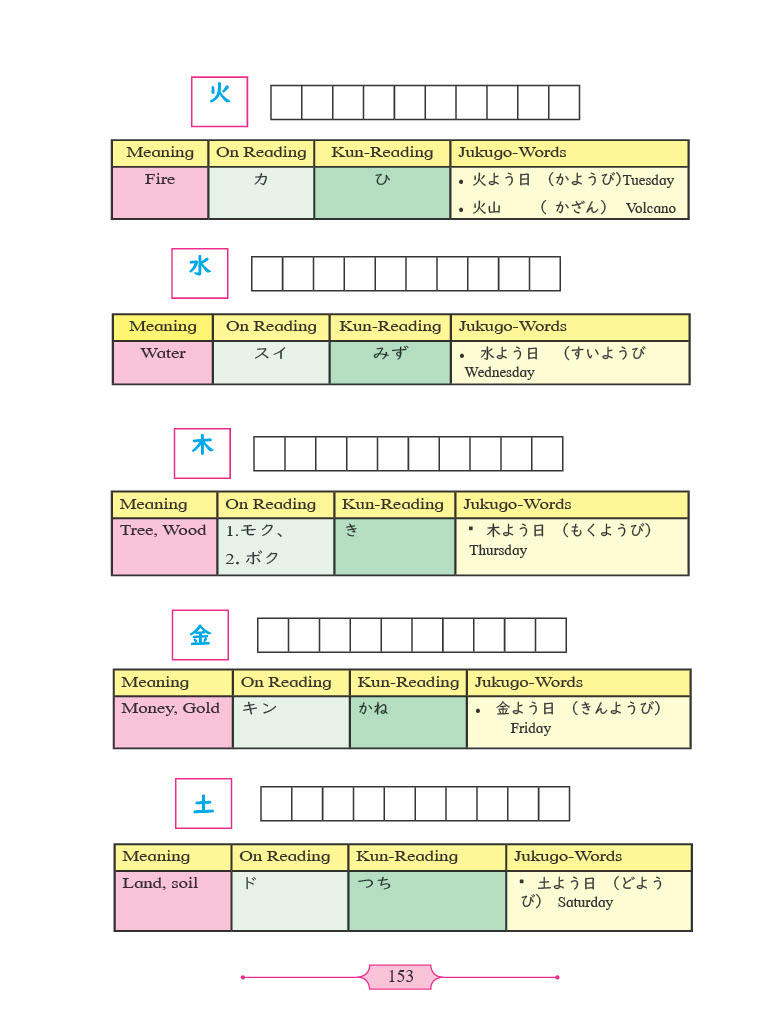 火
Meaning On Reading Kun-Reading Jukugo-Words
Fire カ ひ • 火よう日 （かようび）Tuesday
• 火山 （ かざん） Volcano
水
Meaning On Reading Kun-Reading Jukugo-Words
Water スイ みず • 水よう日 （すいようび
Wednesday
木
Meaning On Reading Kun-Reading Jukugo-Words
Tree, Wood 1.モク、 き ▪ 木よう日 （もくようび）
2. ボク Thursday
金
Meaning On Reading Kun-Reading Jukugo-Words
Money, Gold キン かね • 金よう日 （きんようび）
Friday
土
Meaning On Reading Kun-Reading Jukugo-Words
Land, soil ド つち ▪ 土よう日 （どよう
び） Saturday
153